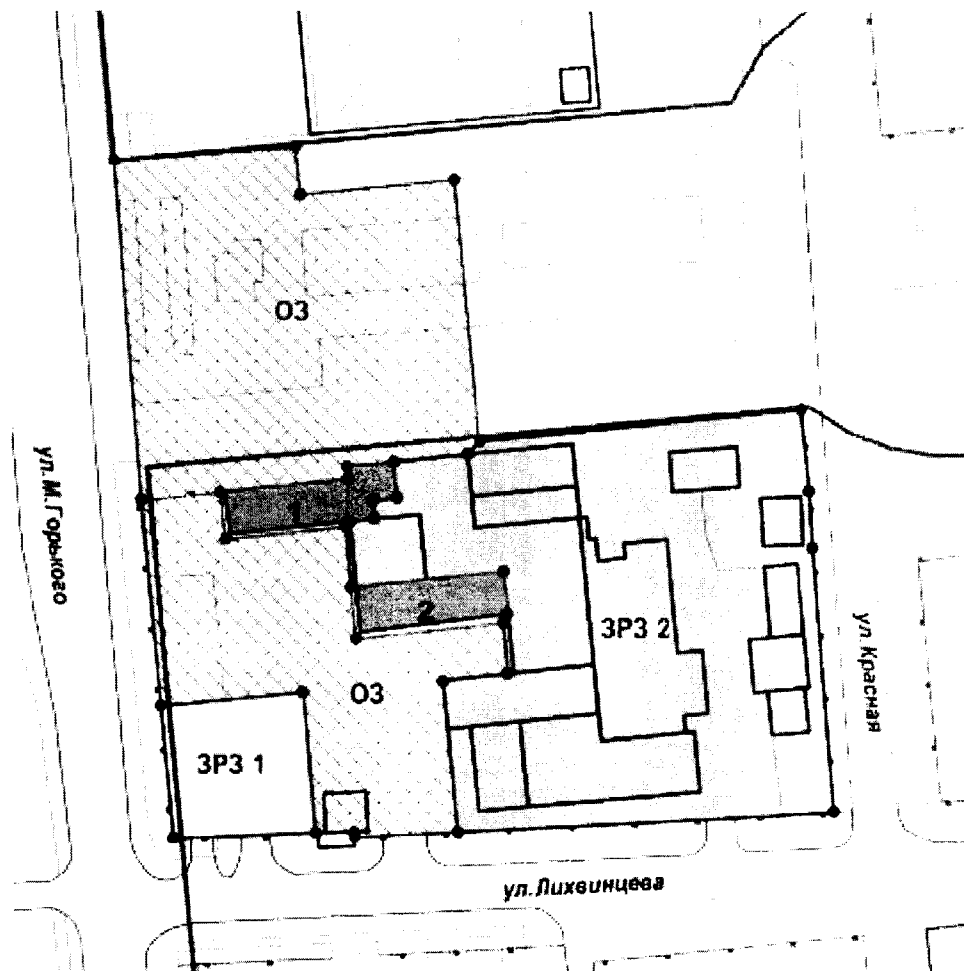 ОЗ
ул. М. Горького
1
2
ЗРЗ 2
ул. Красная
ОЗ
ЗРЗ 1
ул. Лихвинцева